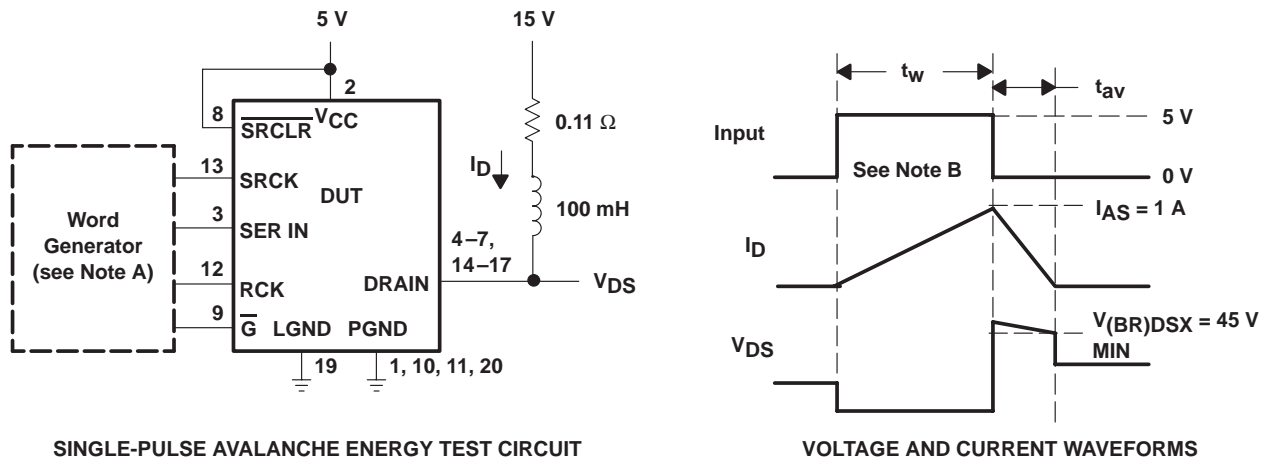 5 V
15 V
2
8
SRCLR
VCC
0.11 Ω
13
SRCK
DUT
ID
Word
Generator
(see Note A)
3
SER IN
100 mH
4–7,
14–17
12
RCK
DRAIN
VDS
9
G
LGND
PGND
19
1, 10, 11, 20
SINGLE-PULSE AVALANCHE ENERGY TEST CIRCUIT
tw
tav
5 V
Input
See Note B
0 V
IAS = 1 A
ID
V(BR)DSX = 45 V
MIN
VDS
VOLTAGE AND CURRENT WAVEFORMS